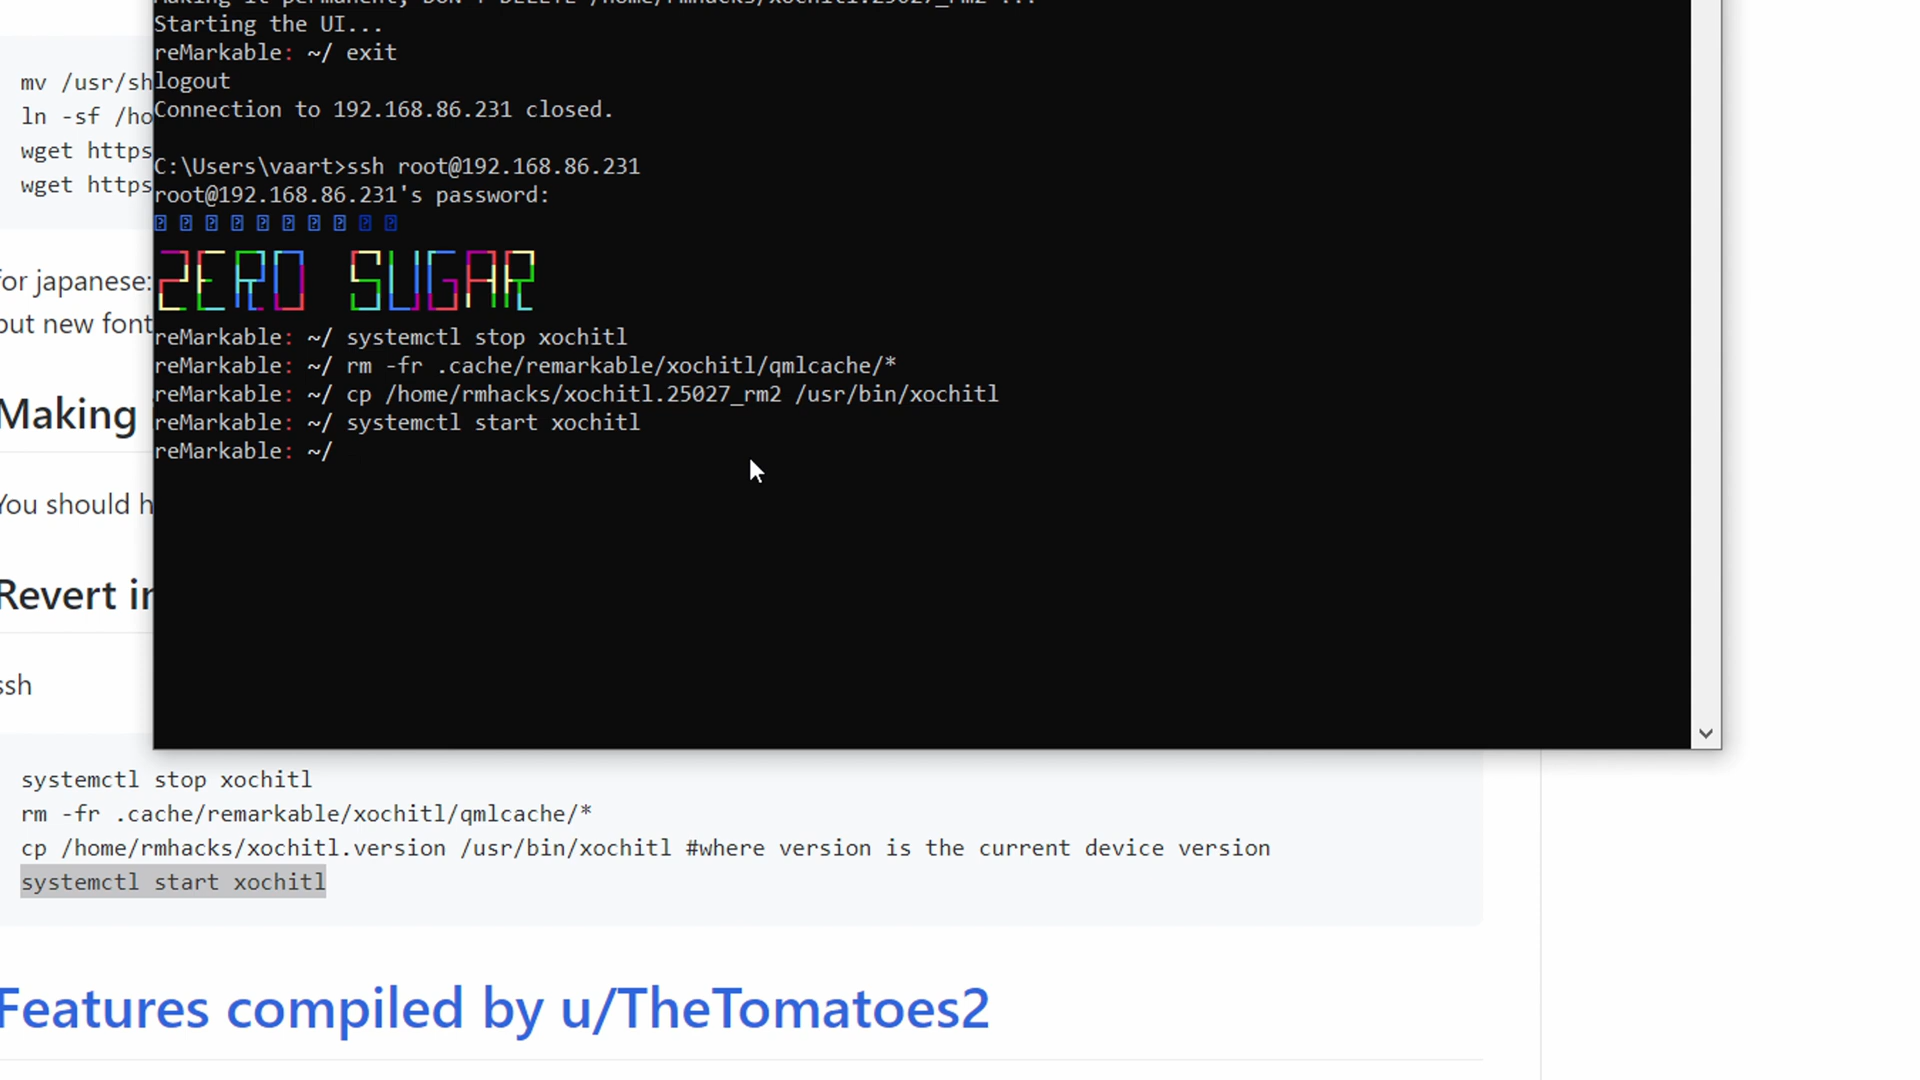 Starting the UI...
reMarkable: ~/ exit
logout
Connection to 192.168.86.231 closed.
C:\Users\vaart>ssh root@192.168.86.231
root@192.168.86.231's password:
ZERO SUGAR
reMarkable: ~/ systemctl stop xochitl
reMarkable: ~/ rm -fr .cache/remarkable/xochitl/qmlcache/*
reMarkable: ~/ cp /home/rmhacks/xochitl.25027_rm2 /usr/bin/xochitl
reMarkable: ~/ systemctl start xochitl
reMarkable: ~/
mv /usr/sh
ln -sf /ho
wget https
wget https
for japanese:
put new font
Making
You should h
Revert in
ssh
systemctl stop xochitl
rm -fr .cache/remarkable/xochitl/qmlcache/*
cp /home/rmhacks/xochitl.version /usr/bin/xochitl #where version is the current device version
systemctl start xochitl
Features compiled by u/TheTomatoes2